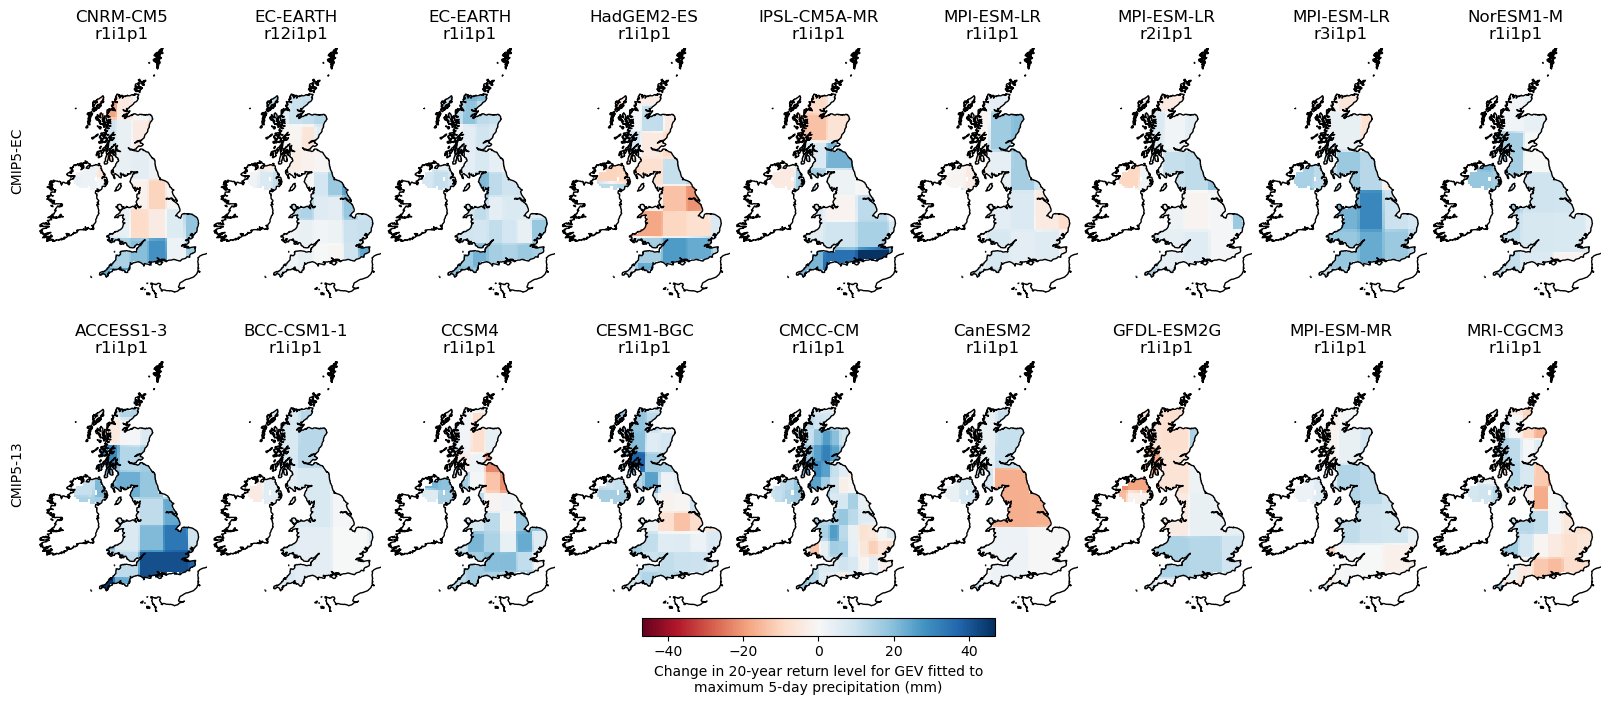 CNRM-CM5
r1i1p1
EC-EARTH
r12i1p1
EC-EARTH
r1i1p1
HadGEM2-ES
r1i1p1
IPSL-CM5A-MR
r1i1p1
MPI-ESM-LR
r1i1p1
MPI-ESM-LR
r2i1p1
MPI-ESM-LR
r3i1p1
NorESM1-M
r1i1p1
CMIP5-EC
ACCESS1-3
r1i1p1
BCC-CSM1-1
r1i1p1
CCSM4
r1i1p1
CESM1-BGC
r1i1p1
CMCC-CM
r1i1p1
CanESM2
r1i1p1
GFDL-ESM2G
r1i1p1
MPI-ESM-MR
r1i1p1
MRI-CGCM3
r1i1p1
CMIP5-13
−40 −20 0 20 40
Change in 20-year return level for GEV fitted to
maximum 5-day precipitation (mm)